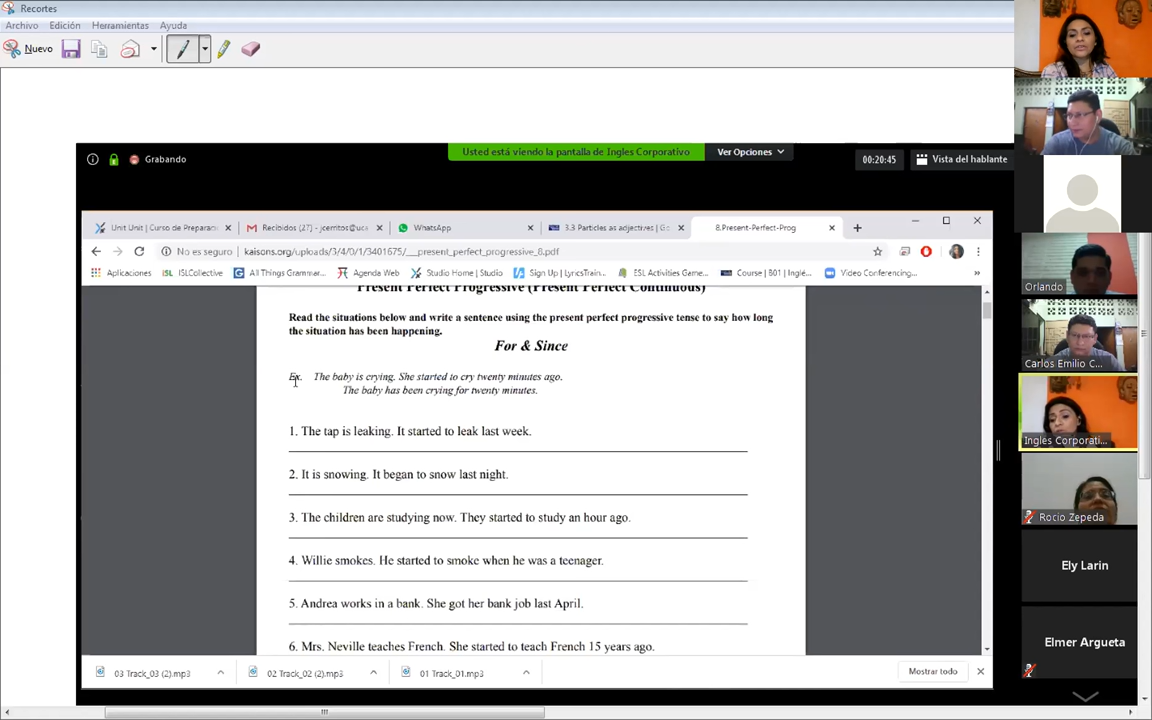 Recortes
Archivo Edición Herramientas Ayuda
Nuevo
Grabando
Usted está viendo la pantalla de Ingles Corporativo
Ver Opciones
00:20:45
Vista del hablante
Unit Unit | Curso de Prepara
Recibidos (27) - jcerritos@uca
WhatsApp
3.3 Particles as adjectives | Go
8.Present-Perfect-Prog
No es seguro | kaisons.org/uploads/3/4/0/1/3401675/__present_perfect_progressive_8.pdf
Aplicaciones
ISL ISLCollective
All Things Grammar...
Agenda Web
Studio Home | Studio
Sign Up | LyricsTrain...
ESL Activities Game...
Course | 801 | Inglé...
Video Conferencing...
»
Present Perfect Progressive (Present Perfect Continuous)
Read the situations below and write a sentence using the present perfect progressive tense to say how long
the situation has been happening.
For & Since
Ex. The baby is crying. She started to cry twenty minutes ago.
The baby has been crying for twenty minutes.
1. The tap is leaking. It started to leak last week.
2. It is snowing. It began to snow last night.
3. The children are studying now. They started to study an hour ago.
4. Willie smokes. He started to smoke when he was a teenager.
5. Andrea works in a bank. She got her bank job last April.
6. Mrs. Neville teaches French. She started to teach French 15 years ago.
03 Track_03 (2).mp3
02 Track_02 (2).mp3
01 Track_01.mp3
Mostrar todo
Orlando
Carlos Emilio C...
Ingles Corporati...
Rocio Zepeda
Ely Larin
Elmer Argueta